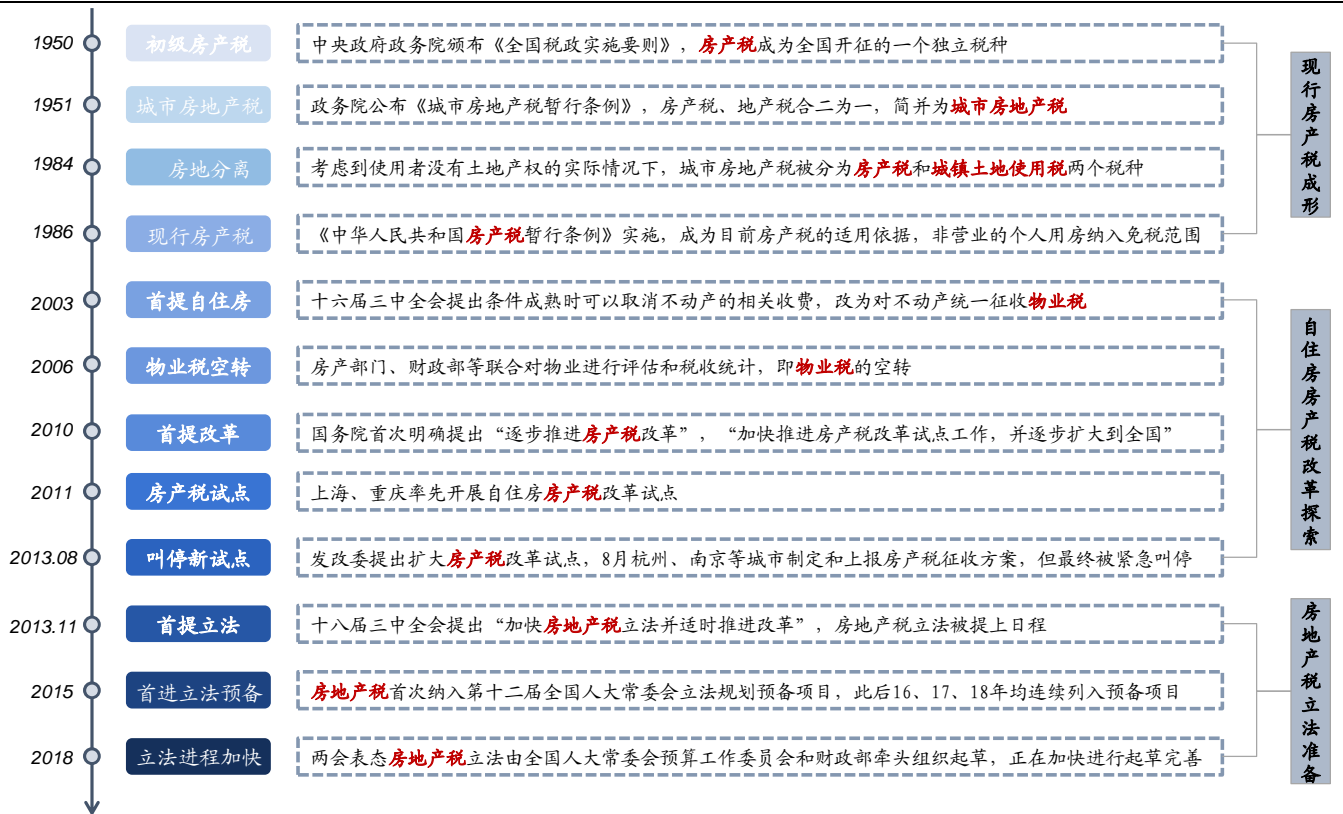 1950
初级房产税
中央政府政务院颁布《全国税政实施要则》，房产税成为全国开征的一个独立税种
1951
城市房地产税
政务院公布《城市房地产税暂行条例》，房产税、地产税合二为一，简并为城市房地产税
1984
房地分离
考虑到使用者没有土地产权的实际情况下，城市房地产税被分为房产税和城镇土地使用税两个税种
1986
现行房产税
《中华人民共和国房产税暂行条例》实施，成为目前房产税的适用依据，非营业的个人用房纳入免税范围
现行房产税成形
2003
首提自住房
十六届三中全会提出条件成熟时可以取消不动产的相关收费，改为对不动产统一征收物业税
2006
物业税空转
房产部门、财政部等联合对物业进行评估和税收统计，即物业税的空转
2010
首提改革
国务院首次明确提出“逐步推进房产税改革”，“加快推进房产税改革试点工作，并逐步扩大到全国”
2011
房产税试点
上海、重庆率先开展自住房房产税改革试点
2013.08
叫停新试点
发改委提出扩大房产税改革试点，8月杭州、南京等城市制定和上报房产税征收方案，但最终被紧急叫停
自住房房产税改革探索
2013.11
首提立法
十八届三中全会提出“加快房地产税立法并适时推进改革”，房地产税立法被提上日程
2015
首进立法预备
房地产税首次纳入第十二届全国人大常委会立法规划预备项目，此后16、17、18年均连续列入预备项目
2018
立法进程加快
两会表态房地产税立法由全国人大常委会预算工作委员会和财政部牵头组织起草，正在加快进行起草完善
房地产税立法准备